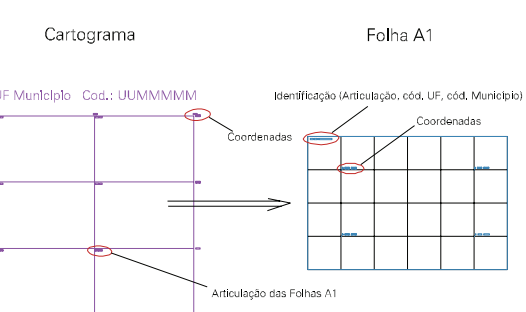 Cartograma
Folha A1
UF Município Cod.: UUMMMMM
Identificação (Articulação, cód, UF, cód, Município)
Coordenadas
Coordenadas
Articulação das Folhas A1